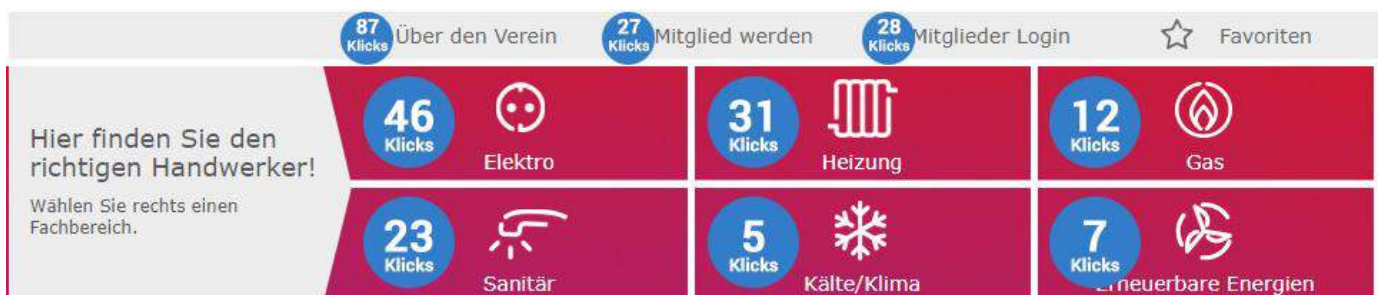 87 Klicks Über den Verein 27 Klicks Mitglied werden 28 Klicks Mitglieder Login Favoriten
Hier finden Sie den
richtigen Handwerker!
Wählen Sie rechts einen
Fachbereich.
46
Klicks
Elektro
31
Klicks
Heizung
12
Klicks
Gas
23
Klicks
Sanitär
5
Klicks
Kälte/Klima
7
Klicks
Erneuerbare Energien